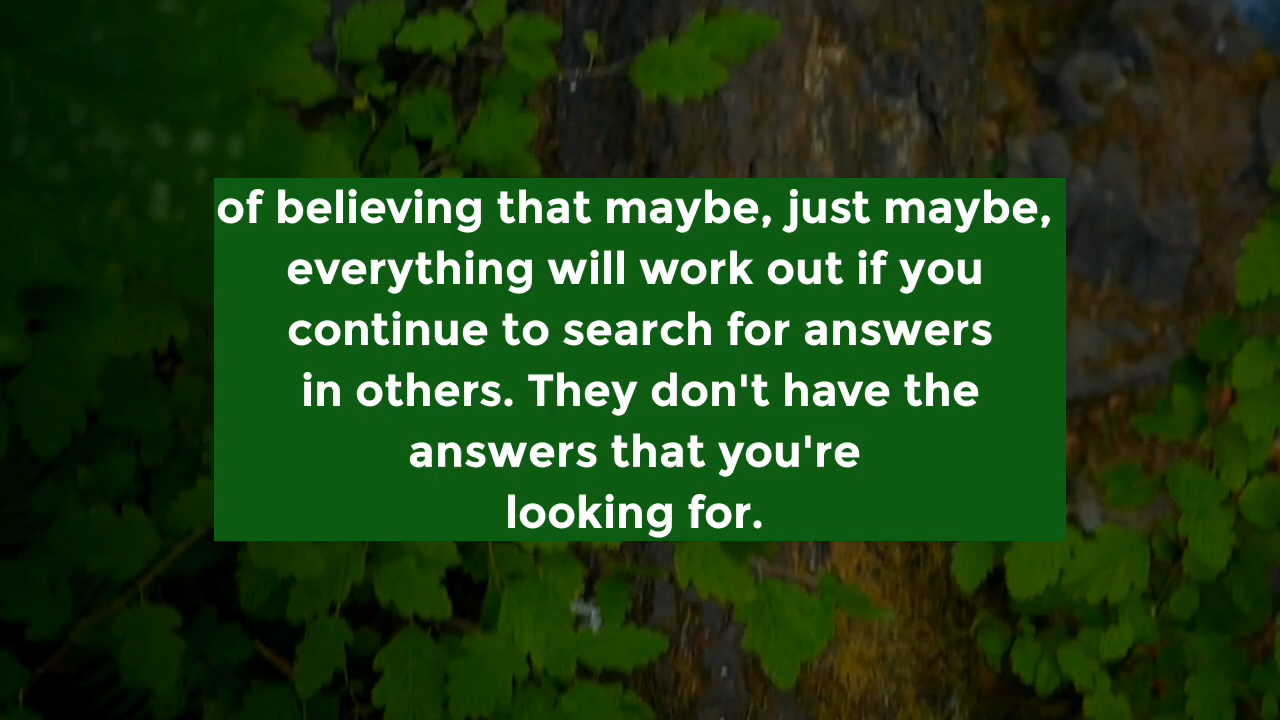 of believing that maybe, just maybe,
everything will work out if you
continue to search for answers
in others. They don't have the
answers that you're
looking for.